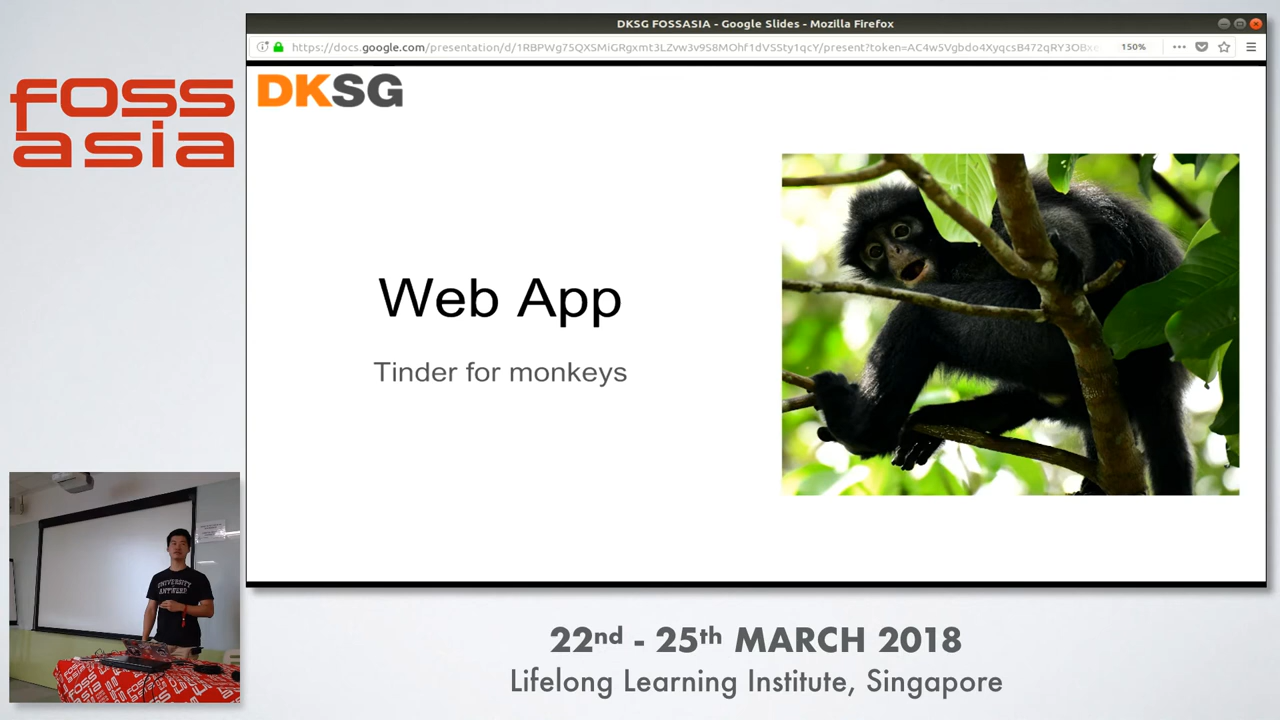 DKSG FOSSASIA - Google Slides - Mozilla Firefox
150%
foss
asia
DKSG
Web App
Tinder for monkeys
UNIVERSITY
22nd - 25th MARCH 2018
Lifelong Learning Institute, Singapore